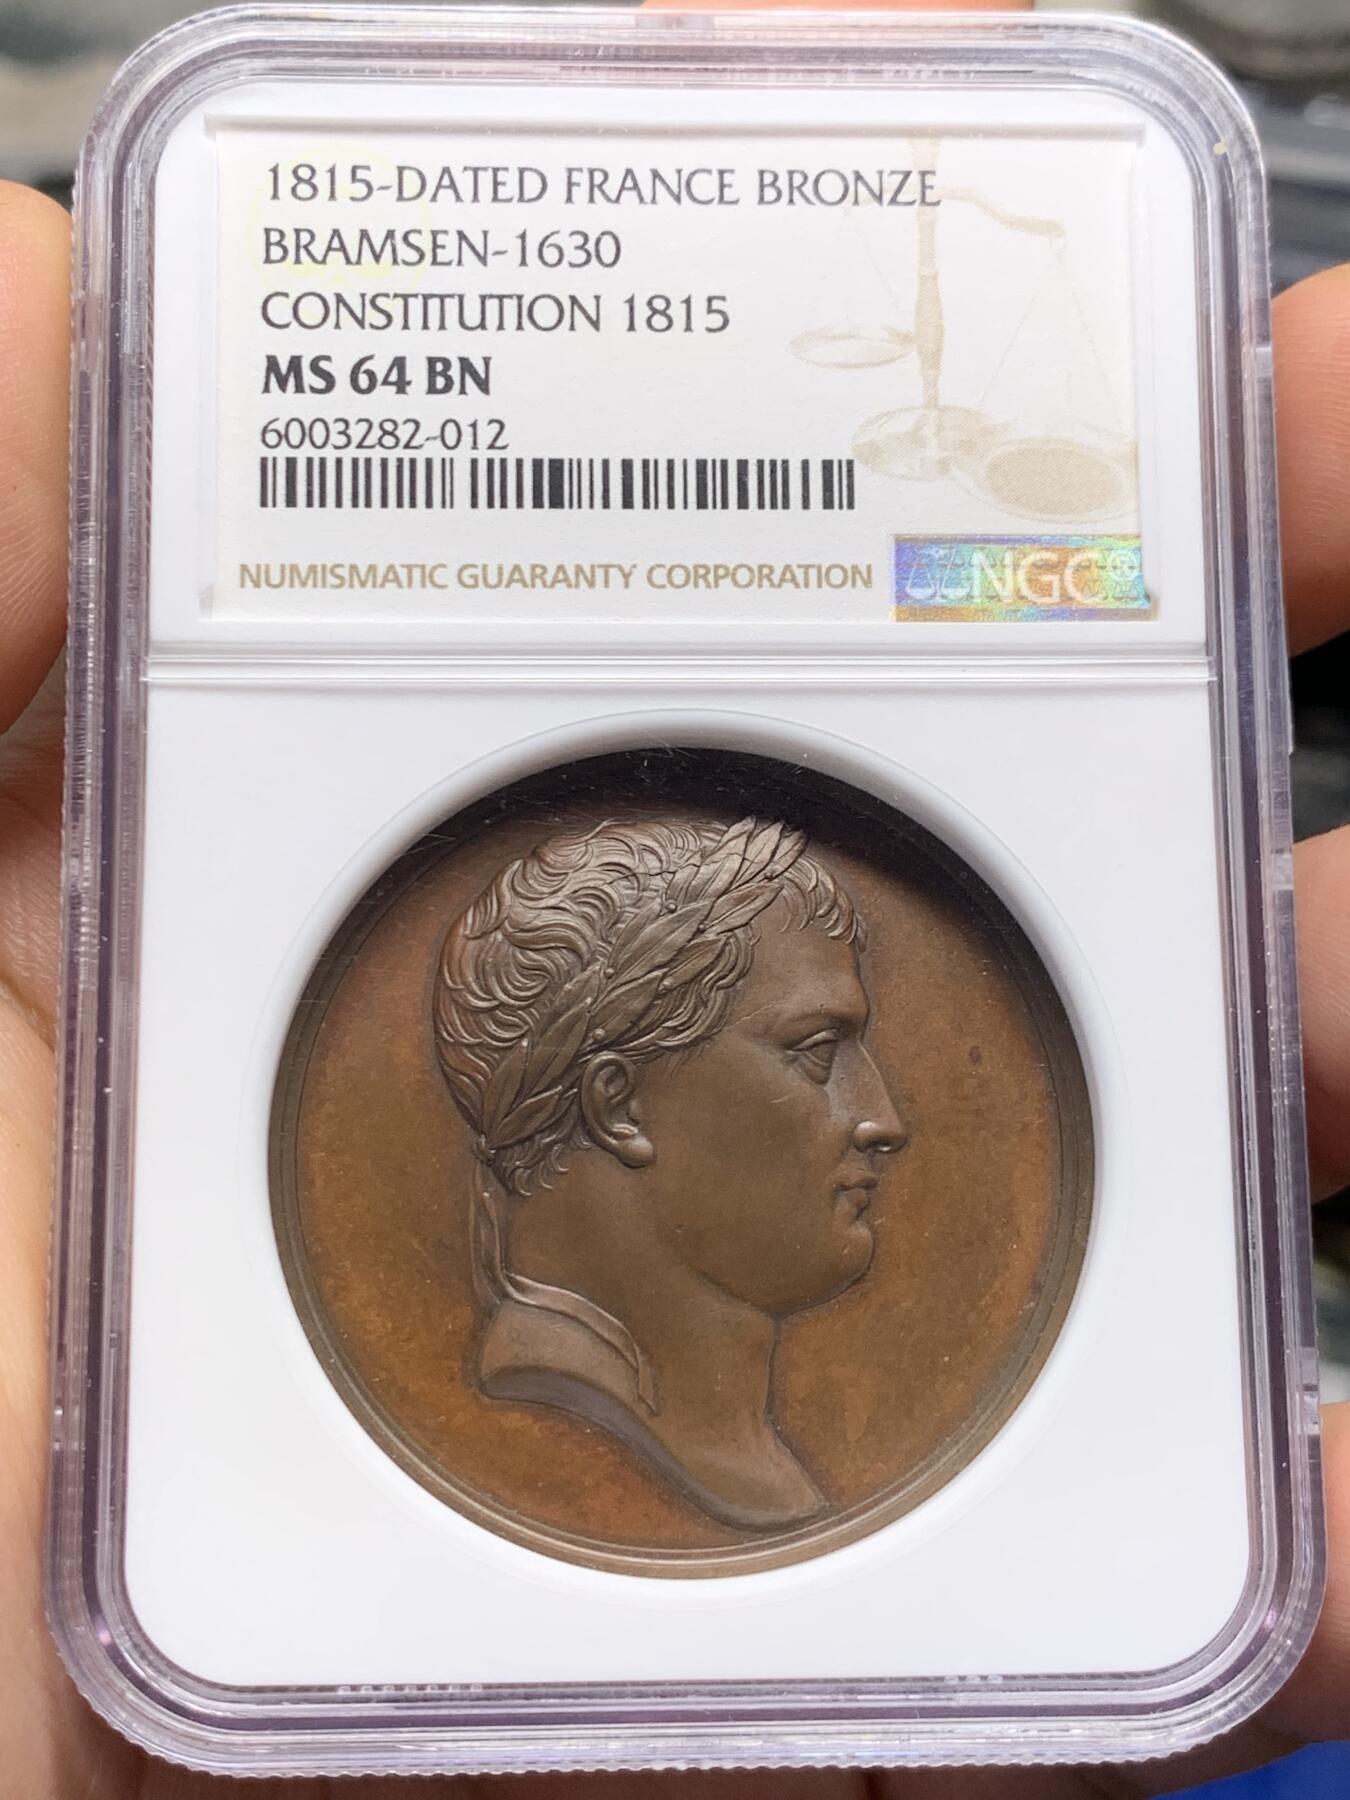 1815-DATED FRANCE BRONZE
BRAMSEN-1630
CONSTITUTION 1815
MS 64 BN
6003282-012
NUMISMATIC GUARANTY CORPORATION
NGC®